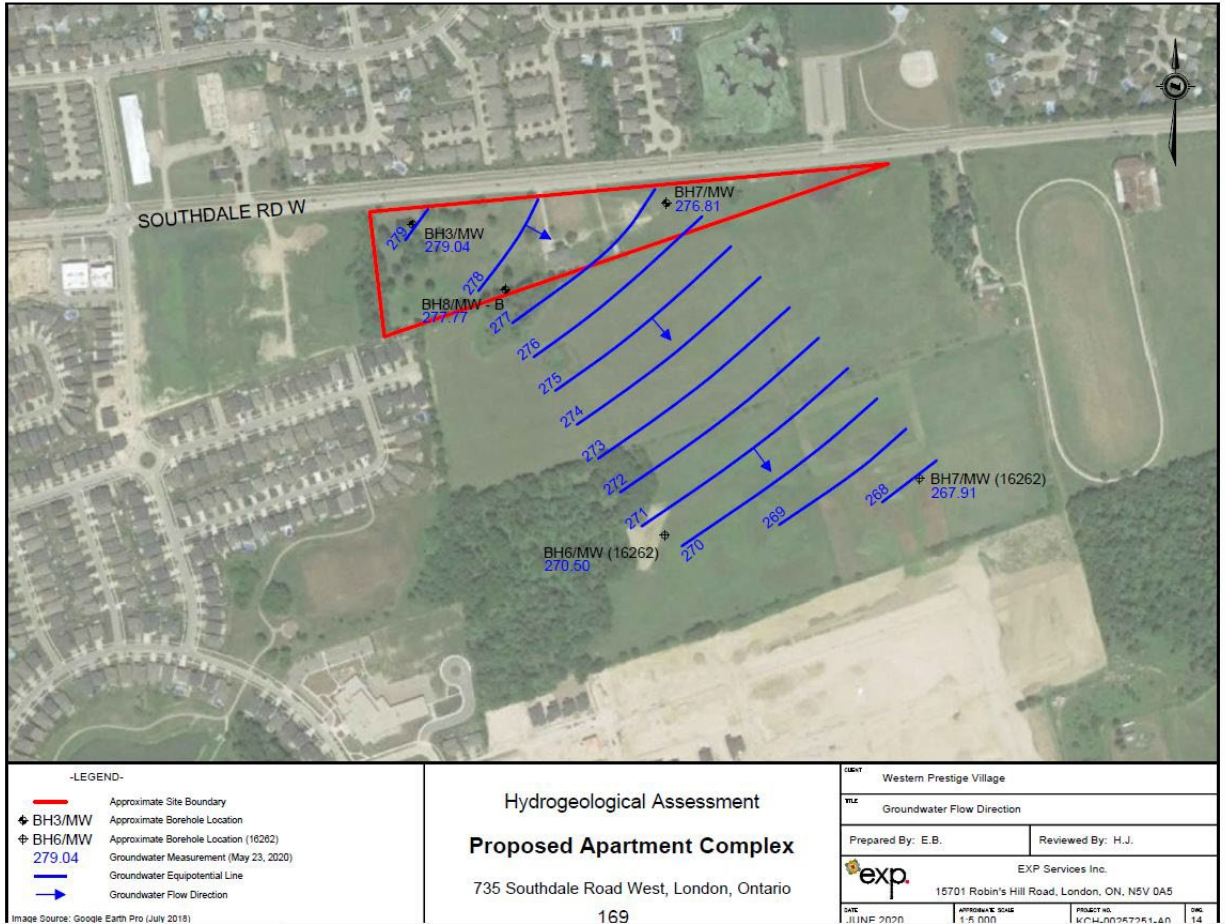 SOUTHDALE RD W
BH7/MW
276.81
279
BH3/MW
279.04
278
BH8/MW - B
277.77
277
276
275
274
273
272
271
270
269
268
BH7/MW (16262)
267.91
BH6/MW (16262)
270.50
-LEGEND-
Approximate Site Boundary
BH3/MW Approximate Borehole Location
BH6/MW Approximate Borehole Location (16262)
279.04 Groundwater Measurement (May 23, 2020)
Groundwater Equipotential Line
Groundwater Flow Direction
Image Source: Google Earth Pro (July 2018)
Hydrogeological Assessment
Proposed Apartment Complex
735 Southdale Road West, London, Ontario
169
CLIENT
Western Prestige Village
TITLE
Groundwater Flow Direction
Prepared By: E.B.
Reviewed By: H.J.
exp.
EXP Services Inc.
15701 Robin's Hill Road, London, ON, N5V 0A5
DATE
JUNE 2020
APPROXIMATE SCALE
1:5,000
PROJECT NO.
KCH-00257251-A0
DWG.
14